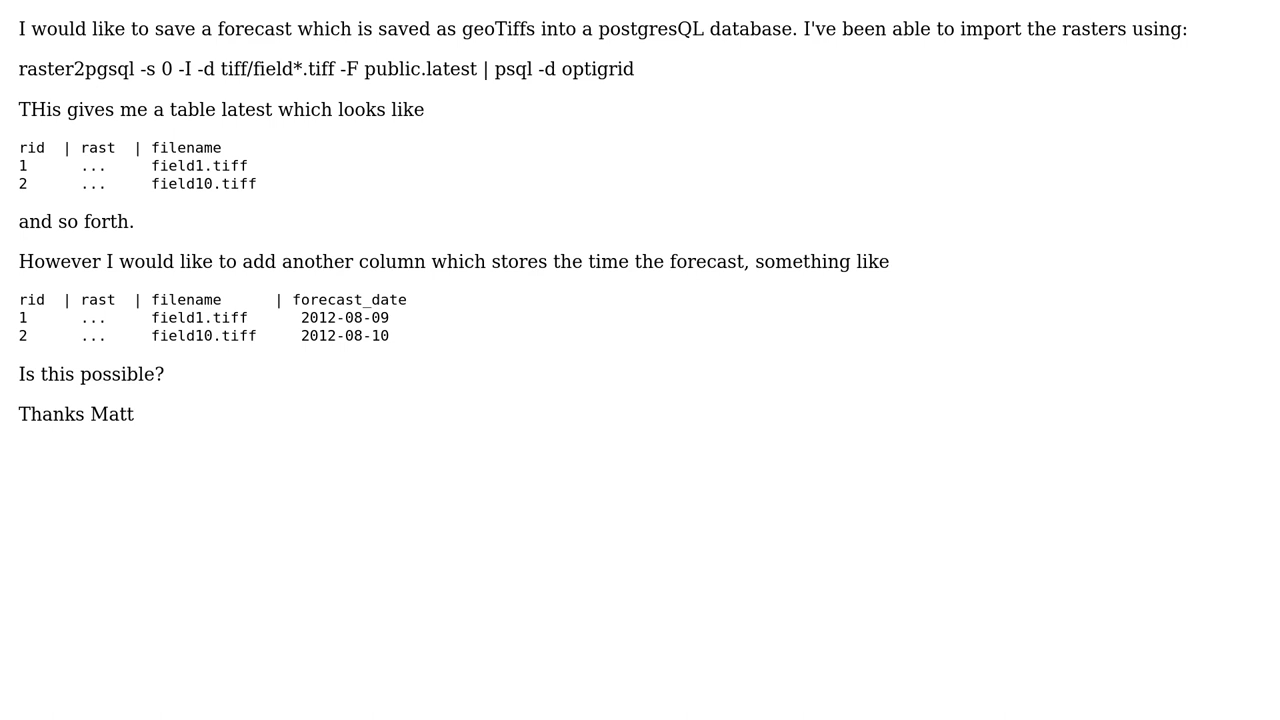 I would like to save a forecast which is saved as geoTiffs into a postgresQL database. I've been able to import the rasters using:
raster2pgsql -s 0 -I -d tiff/field*.tiff -F public.latest | psql -d optigrid
THis gives me a table latest which looks like
rid  | rast  | filename
1      ...     field1.tiff
2      ...     field10.tiff
and so forth.
However I would like to add another column which stores the time the forecast, something like
rid  | rast  | filename      | forecast_date
1      ...     field1.tiff      2012-08-09
2      ...     field10.tiff     2012-08-10
Is this possible?
Thanks Matt